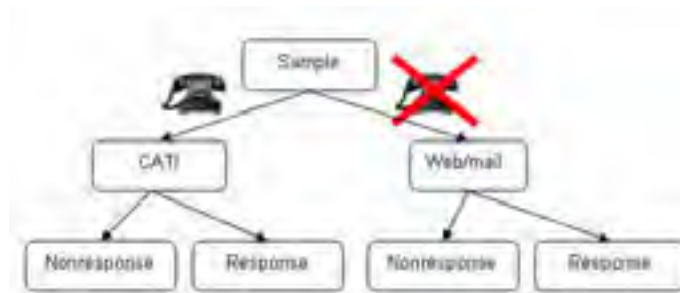 Sample
CATI
Web/mail
Nonresponse
Response
Nonresponse
Response